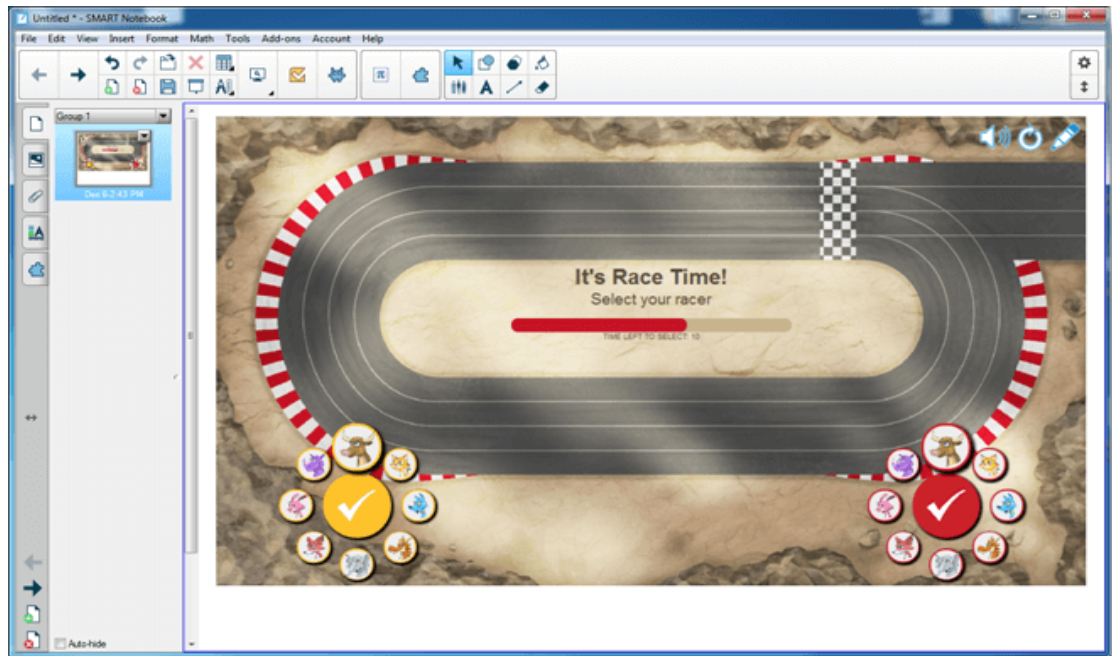 Untitled * - SMART Notebook
File Edit View Insert Format Math Tools Add-ons Account Help
Group 1
Dec 6-2:43 PM
It's Race Time!
Select your racer
TIME LEFT TO SELECT: 10
Auto-hide